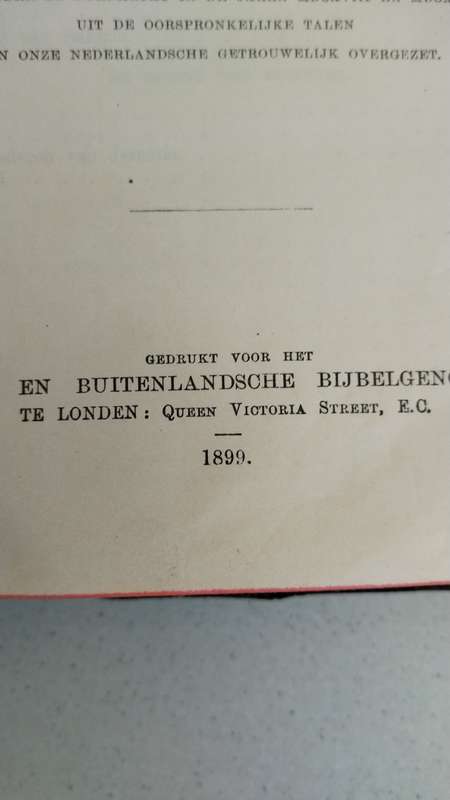 UIT DE OORSPRONKELIJKE TALEN
ONZE NEDERLANDSCHE GETROUWELIJK OVERGEZET.
GEDRUKT VOOR HET
EN BUITENLANDSCHE BIJBELGENO
TE LONDEN: QUEEN VICTORIA STREET, E.C.
1899.